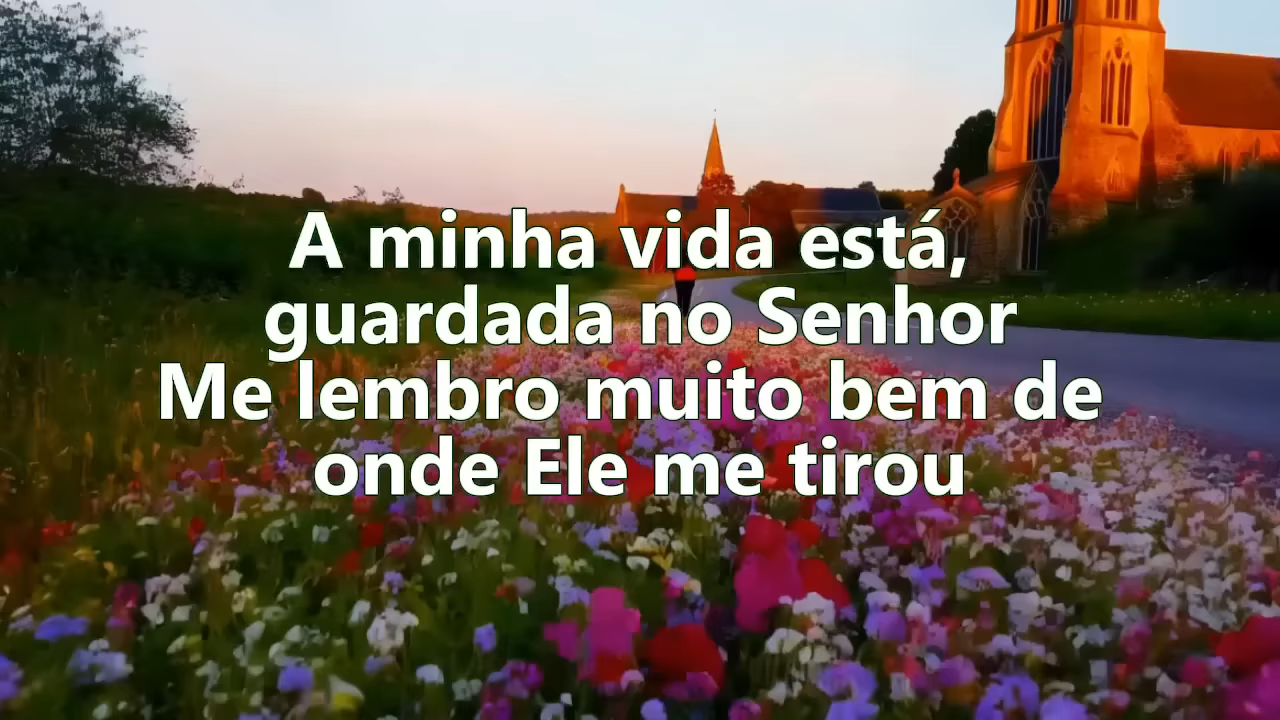 A minha vida está,
guardada no Senhor
Me lembro muito bem de
onde Ele me tirou